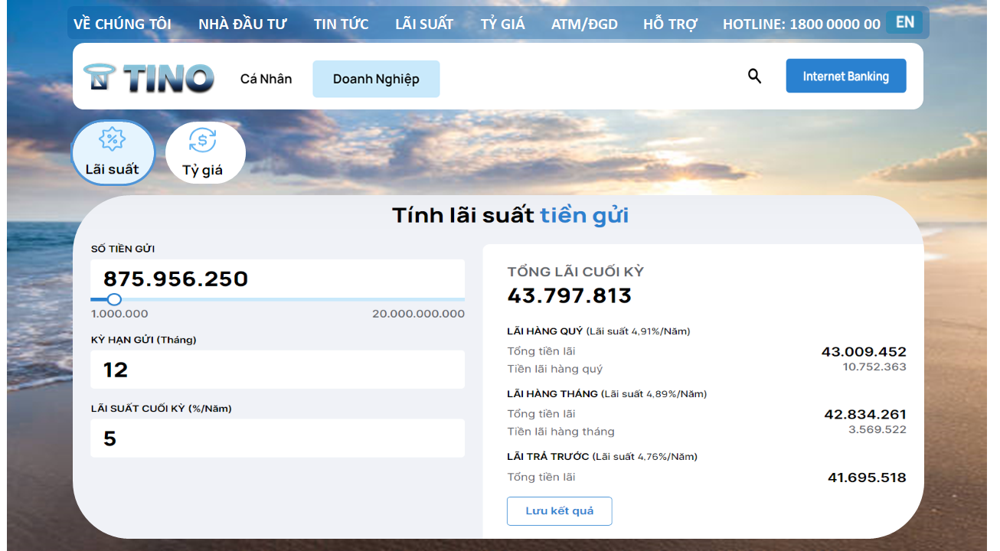 VỀ CHÚNG TÔI NHÀ ĐẦU TƯ TIN TỨC LÃI SUẤT TỶ GIÁ ATM/ĐGD HỖ TRỢ HOTLINE: 1800 0000 00 EN
TINO Cá Nhân Doanh Nghiệp Internet Banking
Lãi suất Tỷ giá
Tính lãi suất tiền gửi
SỐ TIỀN GỬI
875.956.250
1.000.000 20.000.000.000
KỲ HẠN GỬI (Tháng)
12
LÃI SUẤT CUỐI KỲ (%/Năm)
5
TỔNG LÃI CUỐI KỲ
43.797.813
LÃI HÀNG QUÝ (Lãi suất 4,91%/Năm)
Tổng tiền lãi 43.009.452
Tiền lãi hàng quý 10.752.363
LÃI HÀNG THÁNG (Lãi suất 4,89%/Năm)
Tổng tiền lãi 42.834.261
Tiền lãi hàng tháng 3.569.522
LÃI TRẢ TRƯỚC (Lãi suất 4,76%/Năm)
Tổng tiền lãi 41.695.518
Lưu kết quả